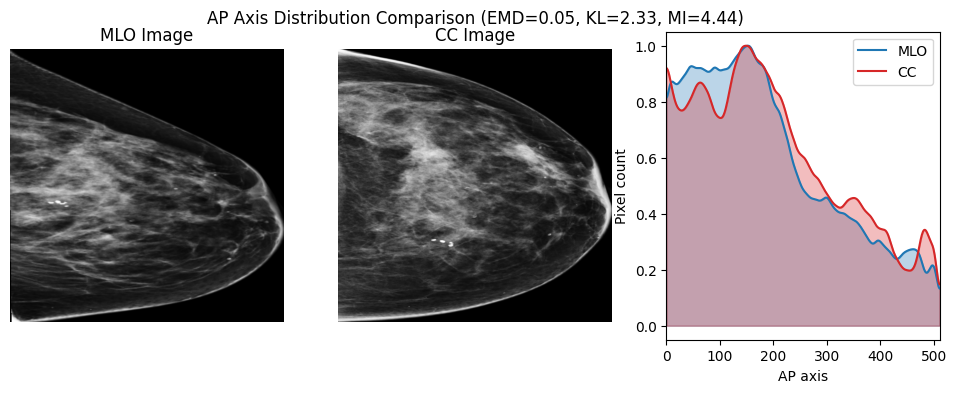 AP Axis Distribution Comparison (EMD=0.05, KL=2.33, MI=4.44)
MLO Image
CC Image
MLO
CC
1.0
0.8
0.6
0.4
0.2
0.0
Pixel count
0 100 200 300 400 500
AP axis